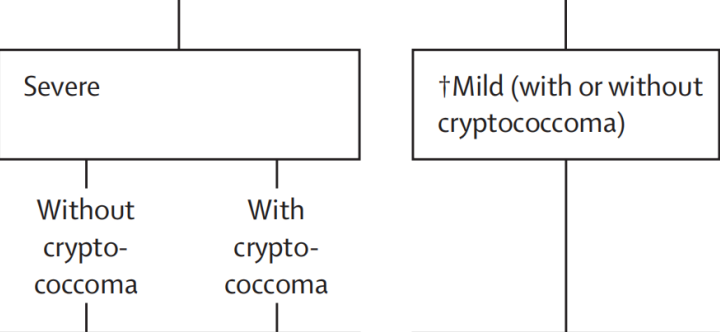 Severe
†Mild (with or without
cryptococcoma)
Without
crypto-
coccoma
With
crypto-
coccoma